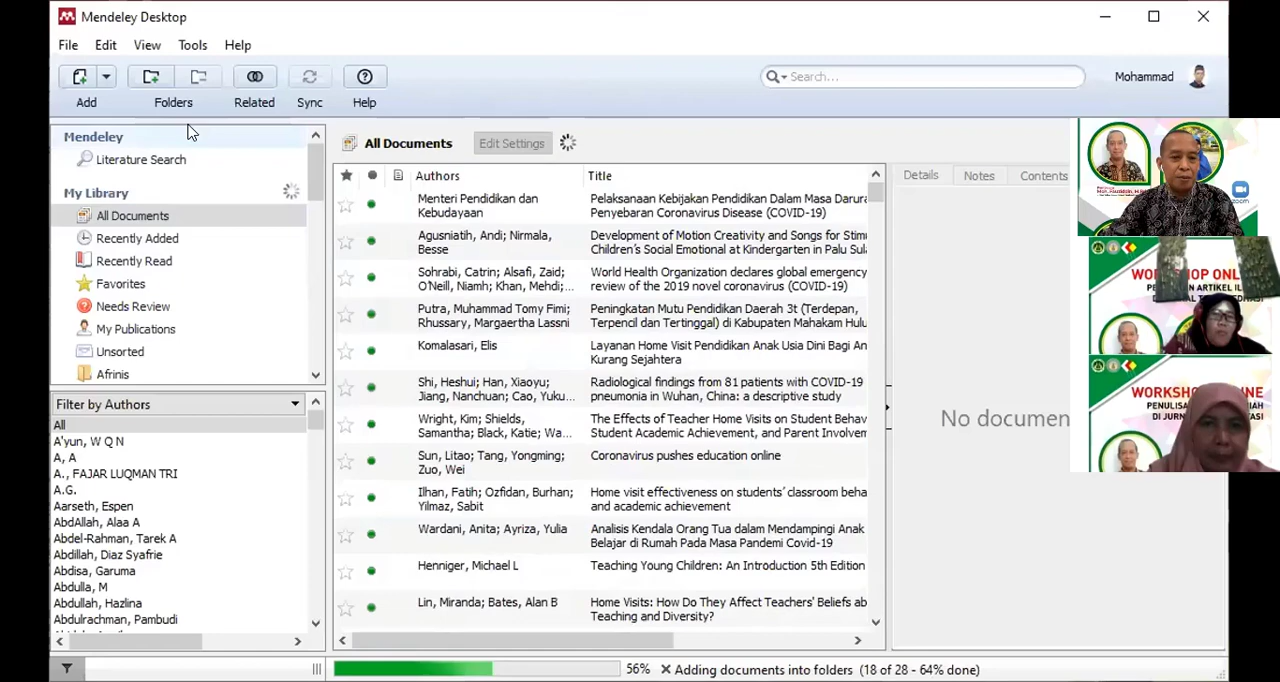 Mendeley Desktop
File Edit View Tools Help
Search...
Mohammad
Add Folders Related Sync Help
Mendeley
Literature Search
My Library
All Documents
Recently Added
Recently Read
Favorites
Needs Review
My Publications
Unsorted
Afrinis
Filter by Authors
All
A'yun, W Q N
A, A
A., FAJAR LUQMAN TRI
A.G.
Aarseth, Espen
AbdAllah, Alaa A
Abdel-Rahman, Tarek A
Abdillah, Diaz Syafrie
Abdisa, Garuma
Abdulla, M
Abdullah, Hazlina
Abdulrachman, Pambudi
All Documents Edit Settings
Authors Title
Menteri Pendidikan dan Pelaksanaan Kebijakan Pendidikan Dalam Masa Darura
Kebudayaan Penyebaran Coronavirus Disease (COVID-19)
Agusniatih, Andi; Nirmala, Development of Motion Creativity and Songs for Stimu
Besse Children's Social Emotional at Kindergarten in Palu Sula
Sohrabi, Catrin; Alsafi, Zaid; World Health Organization declares global emergency
O'Neill, Niamh; Khan, Mehdi;... review of the 2019 novel coronavirus (COVID-19)
Putra, Muhammad Tomy Fimi; Peningkatan Mutu Pendidikan Daerah 3t (Terdepan,
Rhussary, Margaertha Lassni Terpencil dan Tertinggal) di Kabupaten Mahakam Hulu
Komalasari, Elis Layanan Home Visit Pendidikan Anak Usia Dini Bagi An
Kurang Sejahtera
Shi, Heshui; Han, Xiaoyu; Radiological findings from 81 patients with COVID-19
Jiang, Nanchuan; Cao, Yuku... pneumonia in Wuhan, China: a descriptive study
Wright, Kim; Shields, The Effects of Teacher Home Visits on Student Behav
Samantha; Black, Katie; Wa... Student Academic Achievement, and Parent Involvem
Sun, Litao; Tang, Yongming; Coronavirus pushes education online
Zuo, Wei
Ilhan, Fatih; Ozfidan, Burhan; Home visit effectiveness on students' classroom beha
Yilmaz, Sabit and academic achievement
Wardani, Anita; Ayriza, Yulia Analisis Kendala Orang Tua dalam Mendampingi Anak
Belajar di Rumah Pada Masa Pandemi Covid-19
Henniger, Michael L Teaching Young Children: An Introduction 5th Edition
Lin, Miranda; Bates, Alan B Home Visits: How Do They Affect Teachers' Beliefs ab
Teaching and Diversity?
Details Notes Contents
No documen
56% Adding documents into folders (18 of 28 - 64% done)
zoom
WORKSHOP ONLINE